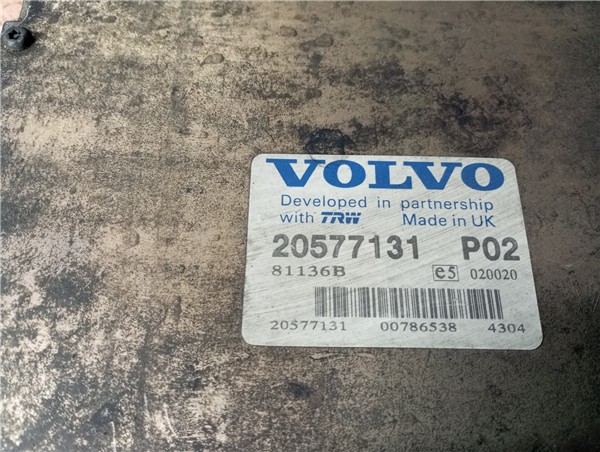 VOLVO
Developed in partnership
with TRW Made in UK
20577131 P02
81136B e5 020020
20577131 00786538 4304